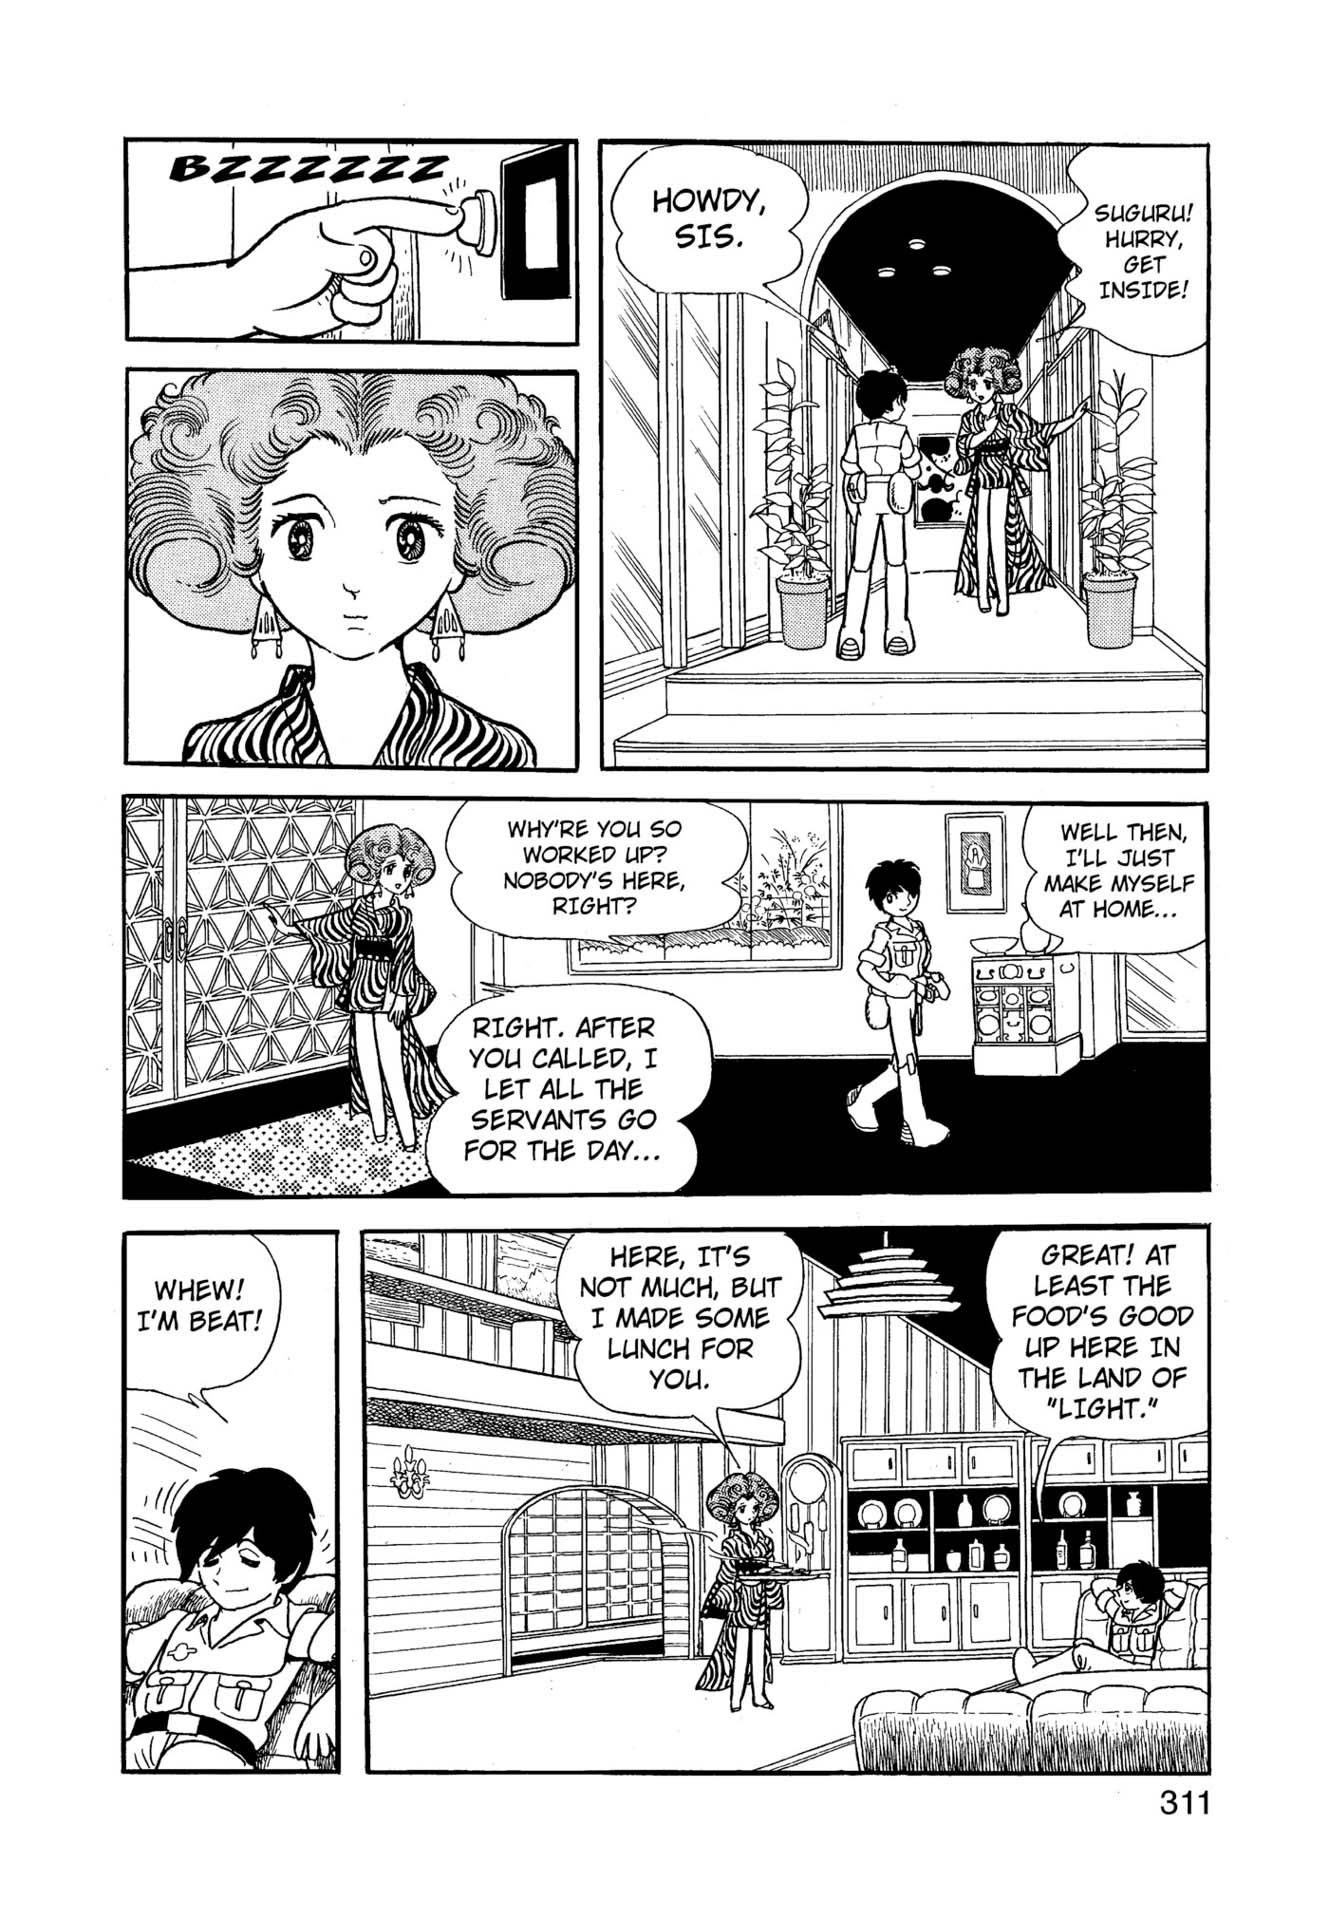 BZZZZZZ
HOWDY,
SIS.
SUGURU!
HURRY,
GET
INSIDE!
WHY'RE YOU SO
WORKED UP?
NOBODY'S HERE,
RIGHT?
RIGHT. AFTER
YOU CALLED, I
LET ALL THE
SERVANTS GO
FOR THE DAY...
WELL THEN,
I'LL JUST
MAKE MYSELF
AT HOME...
WHEW!
I'M BEAT!
HERE, IT'S
NOT MUCH, BUT
I MADE SOME
LUNCH FOR
YOU.
GREAT! AT
LEAST THE
FOOD'S GOOD
UP HERE IN
THE LAND OF
"LIGHT."
311